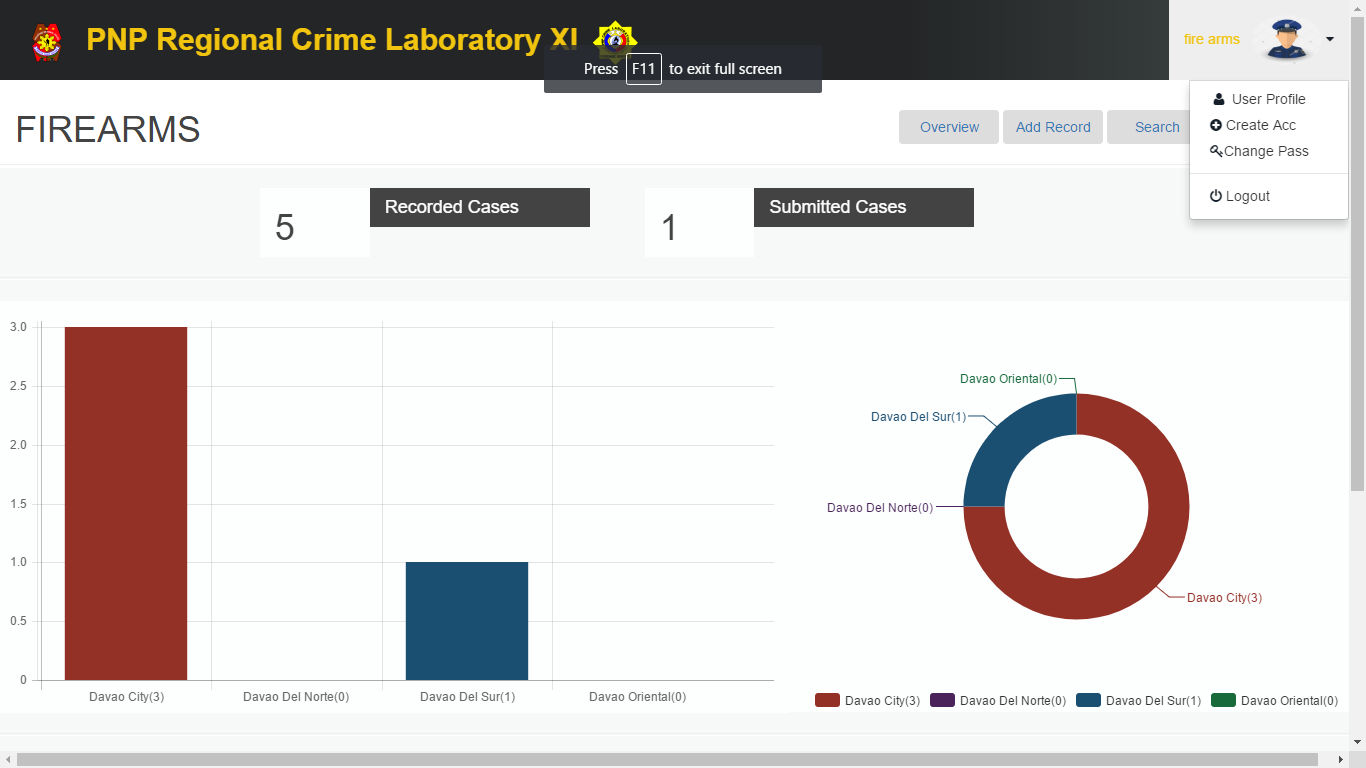 PNP Regional Crime Laboratory XI
fire arms
Press F11 to exit full screen
User Profile
Create Acc
Change Pass
Logout
FIREARMS
Overview
Add Record
Search
5
Recorded Cases
1
Submitted Cases
3.0
2.5
2.0
1.5
1.0
0.5
0
Davao City(3)
Davao Del Norte(0)
Davao Del Sur(1)
Davao Oriental(0)
Davao Oriental(0)
Davao Del Sur(1)
Davao Del Norte(0)
Davao City(3)
Davao City(3)
Davao Del Norte(0)
Davao Del Sur(1)
Davao Oriental(0)